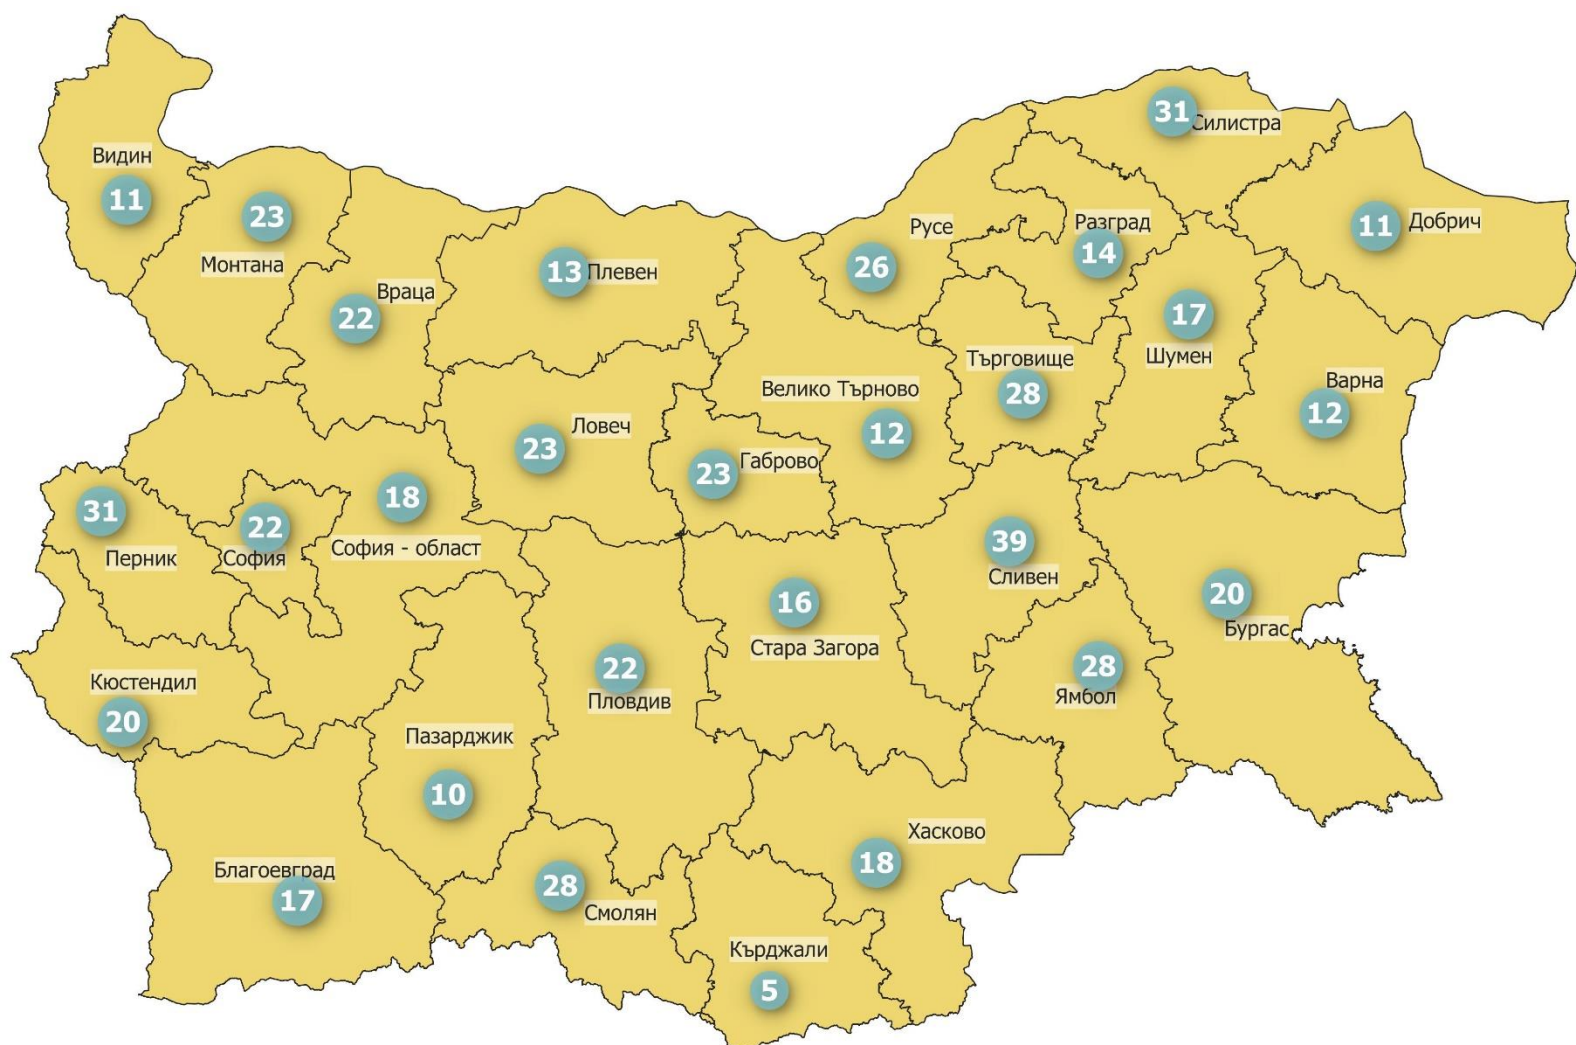 31
Силистра
Видин
11
23
Монтана
Русе
26
Разград
14
11
Добрич
13
Плевен
Враца
22
17
Шумен
Търговище
28
Варна
12
Велико Търново
12
Ловеч
23
Габрово
23
18
София - област
31
Перник
22
София
39
Сливен
20
Бургас
16
Стара Загора
28
Ямбол
22
Пловдив
Кюстендил
20
Пазарджик
10
Хасково
18
Благоевград
17
28
Смолян
Кърджали
5